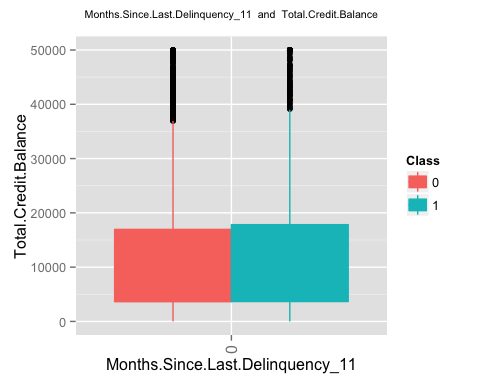 Months.Since.Last.Delinquency_11 and Total.Credit.Balance
50000
40000
30000
20000
10000
0
Total.Credit.Balance
0
Months.Since.Last.Delinquency_11
Class
0
1